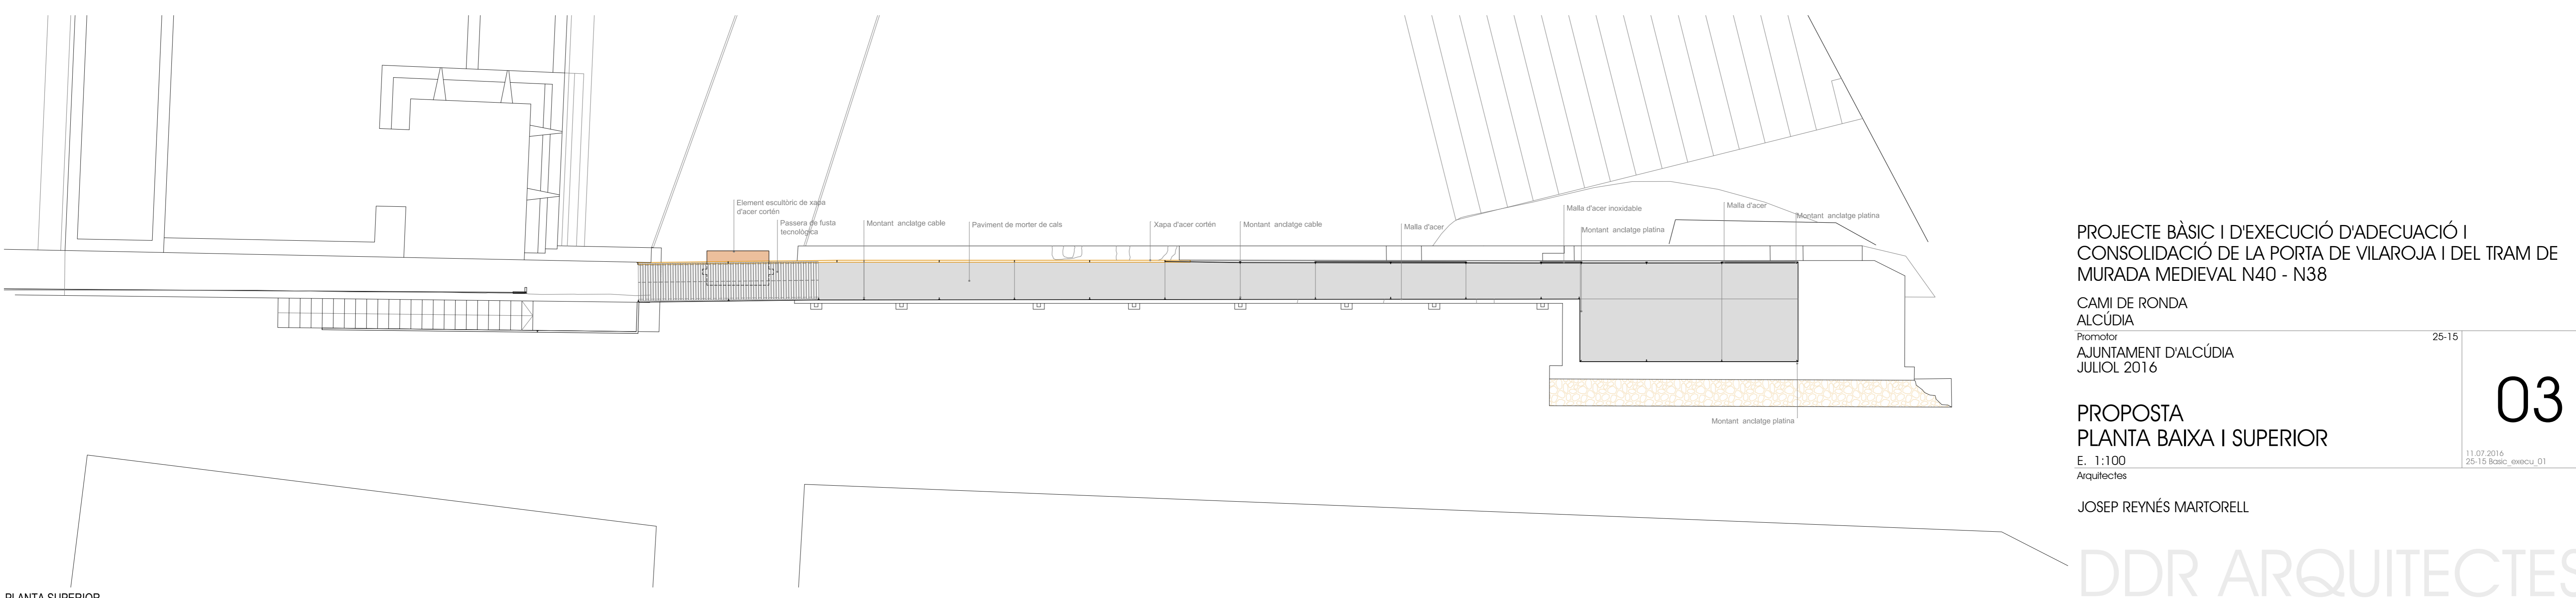 Element escultòric de xapa
d'acer cortén
Passera de fusta
tecnològica
Montant anclatge cable
Paviment de morter de cals
Xapa d'acer cortén
Montant anclatge cable
Malla d'acer
Malla d'acer inoxidable
Montant anclatge platina
Malla d'acer
Montant anclatge platina
Montant anclatge platina
PLANTA SUPERIOR
PROJECTE BÀSIC I D'EXECUCIÓ D'ADECUACIÓ I
CONSOLIDACIÓ DE LA PORTA DE VILAROJA I DEL TRAM DE
MURADA MEDIEVAL N40 - N38
CAMI DE RONDA
ALCÚDIA
Promotor 25-15
AJUNTAMENT D'ALCÚDIA
JULIOL 2016
03
PROPOSTA
PLANTA BAIXA I SUPERIOR
E. 1:100
11.07.2016
25-15 Basic_execu_01
Arquitectes
JOSEP REYNÉS MARTORELL
DDR ARQUITECTES